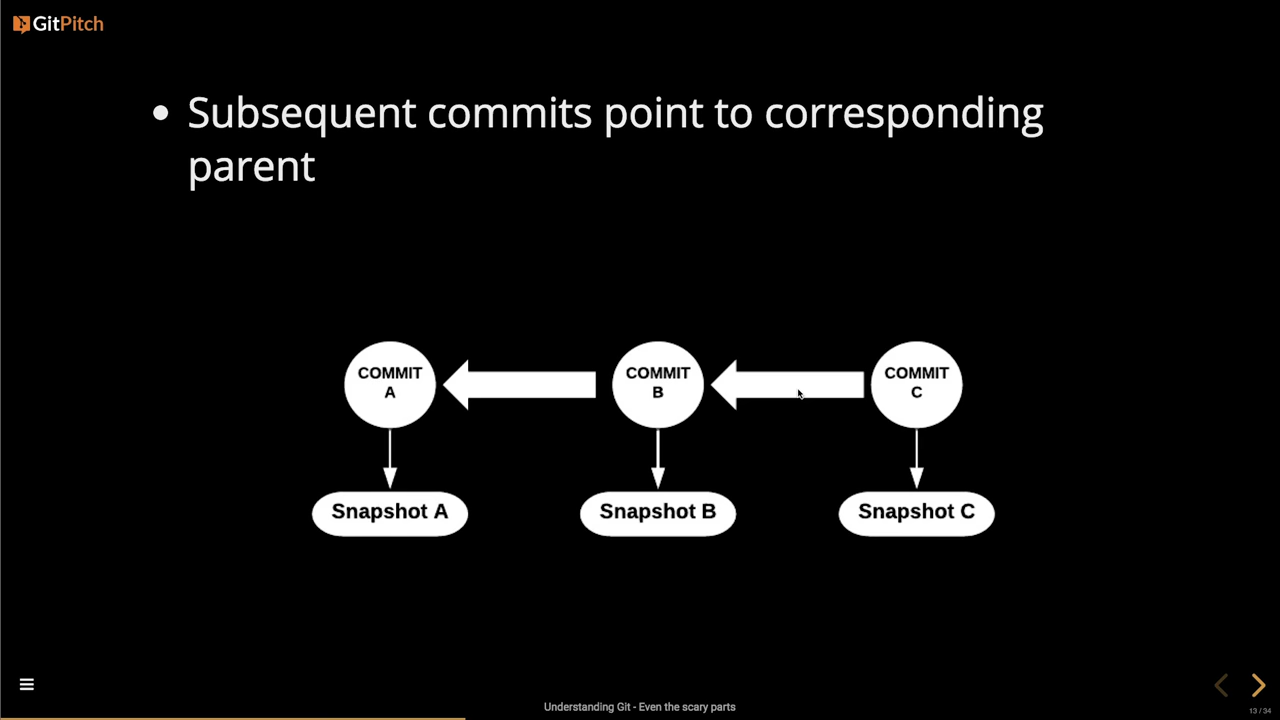 GitPitch
• Subsequent commits point to corresponding
parent
COMMIT
A
COMMIT
B
COMMIT
C
Snapshot A
Snapshot B
Snapshot C
Understanding Git - Even the scary parts
13 / 34